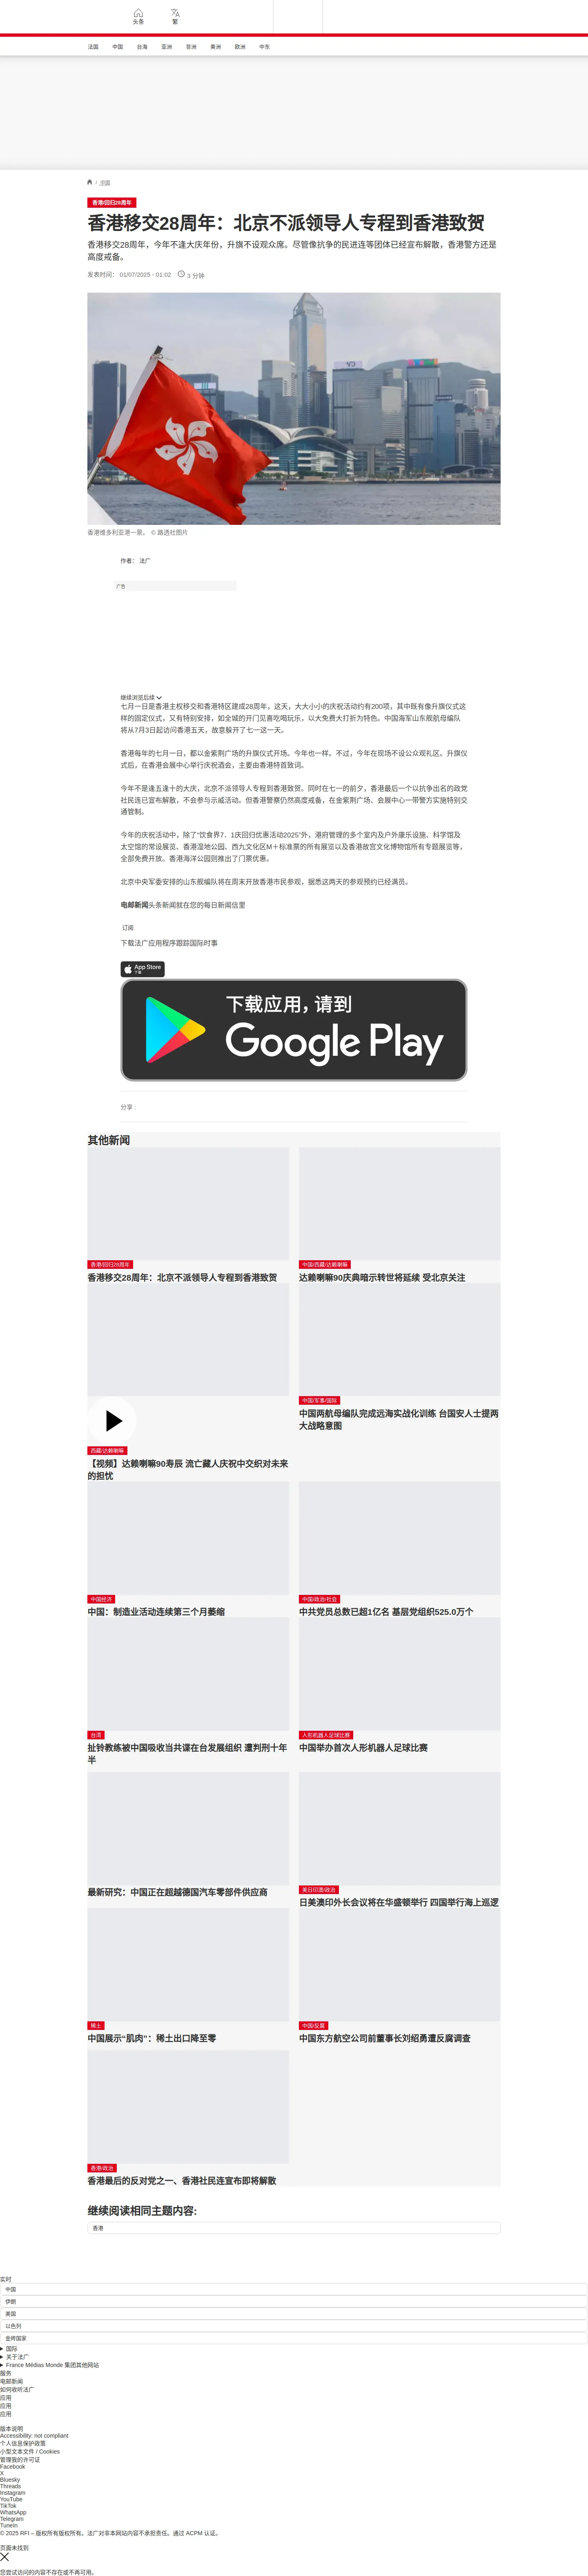 头条
繁
法国
中国
台海
亚洲
非洲
美洲
欧洲
中东
/ 中国
香港/回归28周年
香港移交28周年：北京不派领导人专程到香港致贺
香港移交28周年，今年不逢大庆年份，升旗不设观众席。尽管像抗争的民进连等团体已经宣布解散，香港警方还是
高度戒备。
发表时间： 01/07/2025 - 01:02
3 分钟
香港维多利亚港一景。 © 路透社图片
作者： 法广
广告
继续浏览后续
七月一日是香港主权移交和香港特区建成28周年，这天，大大小小的庆祝活动约有200项，其中既有像升旗仪式这
样的固定仪式，又有特别安排，如全城的开门见喜吃喝玩乐，以大免费大打折为特色。中国海军山东舰航母编队
将从7月3日起访问香港五天，故意躲开了七一这一天。
香港每年的七月一日，都以金紫荆广场的升旗仪式开场。今年也一样。不过，今年在现场不设公众观礼区。升旗仪
式后，在香港会展中心举行庆祝酒会，主要由香港特首致词。
今年不是逢五逢十的大庆，北京不派领导人专程到香港致贺。同时在七一的前夕，香港最后一个以抗争出名的政党
社民连已宣布解散，不会参与示威活动。但香港警察仍然高度戒备，在金紫荆广场、会展中心一带警方实施特别交
通管制。
今年的庆祝活动中，除了“饮食界7．1庆回归优惠活动2025”外，港府管理的多个室内及户外康乐设施、科学馆及
太空馆的常设展览、香港湿地公园、西九文化区M＋标准票的所有展览以及香港故宫文化博物馆所有专题展览等，
全部免费开放。香港海洋公园则推出了门票优惠。
北京中央军委安排的山东舰编队将在周末开放香港市民参观，据悉这两天的参观预约已经满员。
电邮新闻头条新闻就在您的每日新闻信里
订阅
下载法广应用程序跟踪国际时事
App Store
下载
下载应用，请到
Google Play
分享 :
其他新闻
香港/回归28周年
香港移交28周年：北京不派领导人专程到香港致贺
中国/西藏/达赖喇嘛
达赖喇嘛90庆典暗示转世将延续 受北京关注
西藏/达赖喇嘛
【视频】达赖喇嘛90寿辰 流亡藏人庆祝中交织对未来
的担忧
中国/军事/国际
中国两航母编队完成远海实战化训练 台国安人士提两
大战略意图
中国经济
中国：制造业活动连续第三个月萎缩
中国/政治/社会
中共党员总数已超1亿名 基层党组织525.0万个
台湾
扯铃教练被中国吸收当共谍在台发展组织 遭判刑十年
半
人形机器人足球比赛
中国举办首次人形机器人足球比赛
最新研究：中国正在超越德国汽车零部件供应商
美日印澳/政治
日美澳印外长会议将在华盛顿举行 四国举行海上巡逻
稀土
中国展示“肌肉”：稀土出口降至零
中国/反腐
中国东方航空公司前董事长刘绍勇遭反腐调查
香港/政治
香港最后的反对党之一、香港社民连宣布即将解散
继续阅读相同主题内容:
香港
实时
中国
伊朗
美国
以色列
金砖国家
国际
关于法广
France Médias Monde 集团其他网站
服务
电邮新闻
如何收听法广
应用
应用
应用
版本说明
Accessibility: not compliant
个人信息保护政策
小型文本文件 / Cookies
管理我的许可证
Facebook
X
Bluesky
Threads
Instagram
YouTube
TikTok
WhatsApp
Telegram
TuneIn
© 2025 RFI – 版权所有版权所有。法广对非本网站内容不承担责任。通过 ACPM 认证。
页面未找到
您尝试访问的内容不存在或不再可用。